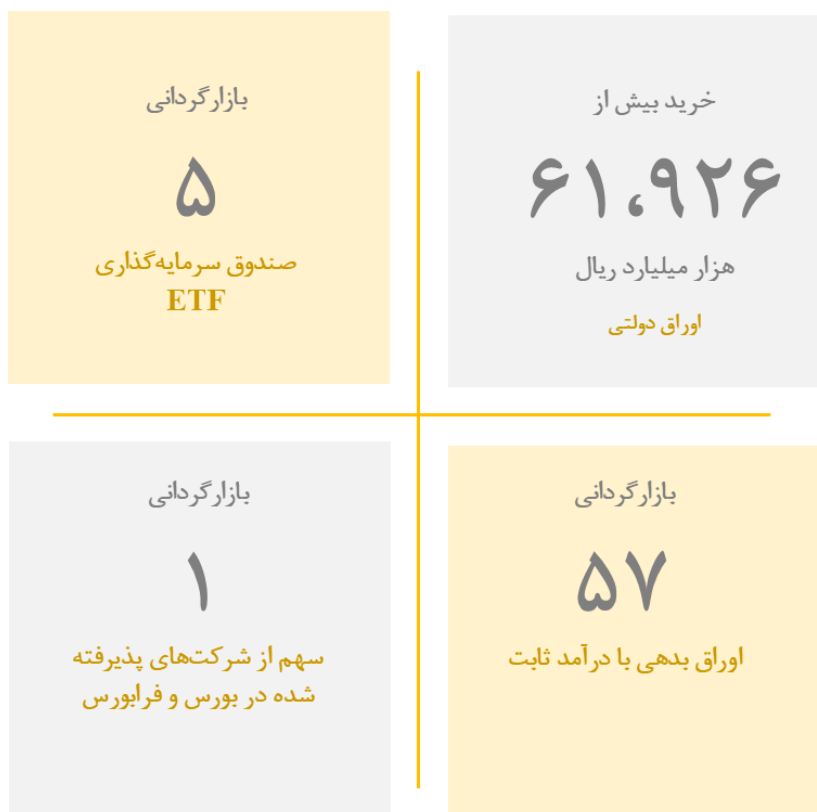 خرید بیش از
۶۱،۹۲۶
هزار میلیارد ریال
اوراق دولتی
بازارگردانی
۵
صندوق سرمایه‌گذاری
ETF
بازارگردانی
۵۷
اوراق بدهی با درآمد ثابت
بازارگردانی
۱
سهم از شرکت‌های پذیرفته
شده در بورس و فرابورس